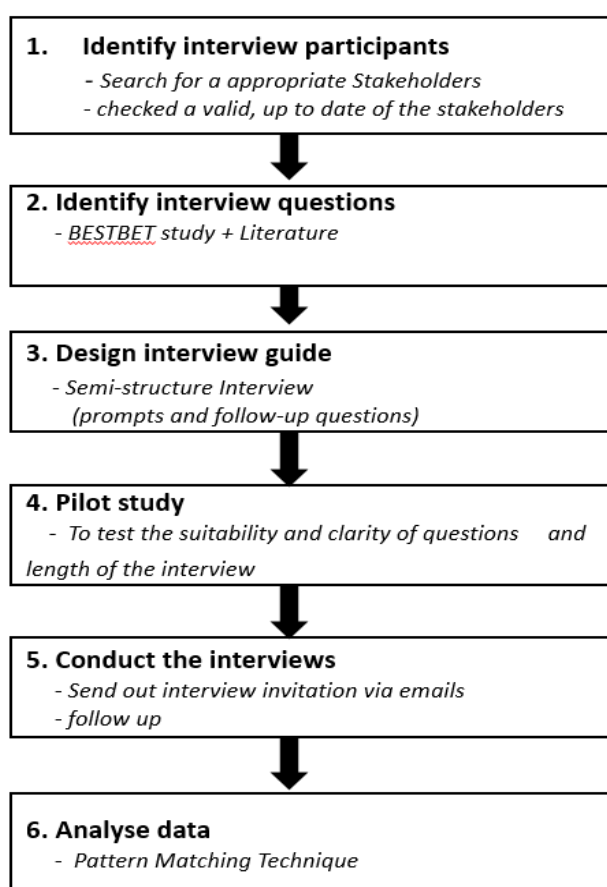 1. Identify interview participants
- Search for a appropriate Stakeholders
- checked a valid, up to date of the stakeholders
2. Identify interview questions
- BESTBET study + Literature
3. Design interview guide
- Semi-structure Interview
(prompts and follow-up questions)
4. Pilot study
- To test the suitability and clarity of questions and
length of the interview
5. Conduct the interviews
- Send out interview invitation via emails
- follow up
6. Analyse data
- Pattern Matching Technique